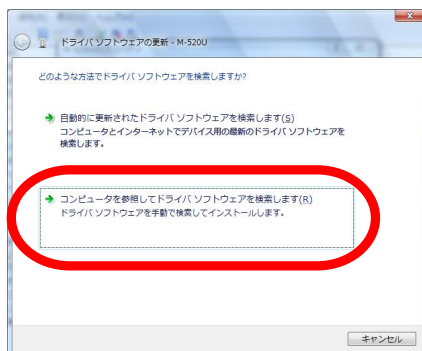 ドライバ ソフトウェアの更新 - M-520U
どのような方法でドライバ ソフトウェアを検索しますか?
自動的に更新されたドライバ ソフトウェアを検索します(S)
コンピュータとインターネットでデバイス用の最新のドライバ ソフトウェアを
検索します。
コンピュータを参照してドライバ ソフトウェアを検索します(R)
ドライバ ソフトウェアを手動で検索してインストールします。
キャンセル